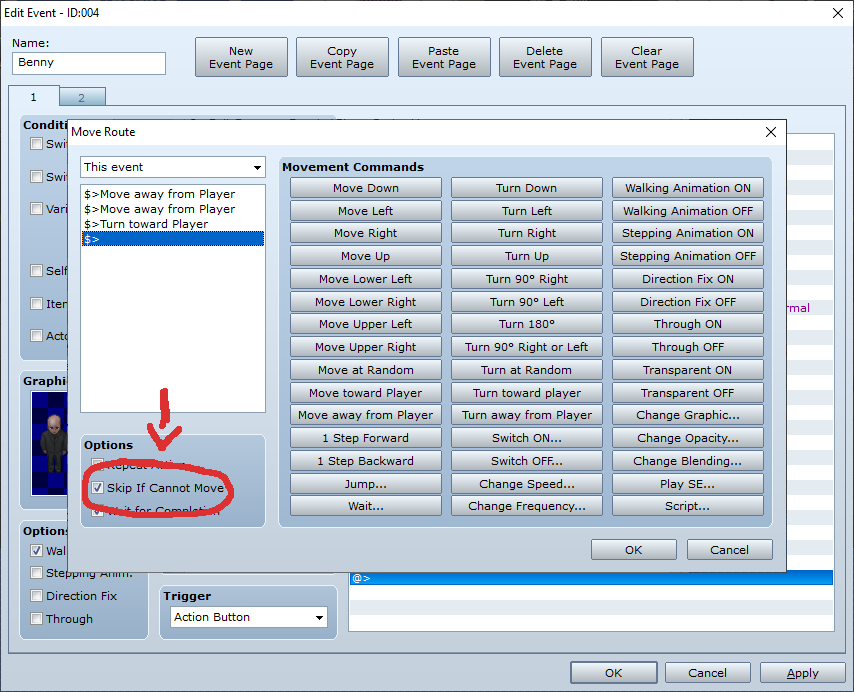 Edit Event - ID:004
Name:
Benny
New Event Page
Copy Event Page
Paste Event Page
Delete Event Page
Clear Event Page
1
2
Move Route
This event
$>Move away from Player
$>Move away from Player
$>Turn toward Player
$>
Options
Skip If Cannot Move
Wait for Completion
Movement Commands
Move Down
Turn Down
Walking Animation ON
Move Left
Turn Left
Walking Animation OFF
Move Right
Turn Right
Stepping Animation ON
Move Up
Turn Up
Stepping Animation OFF
Move Lower Left
Turn 90° Right
Direction Fix ON
Move Lower Right
Turn 90° Left
Direction Fix OFF
Move Upper Left
Turn 180°
Through ON
Move Upper Right
Turn 90° Right or Left
Through OFF
Move at Random
Turn at Random
Transparent ON
Move toward Player
Turn toward player
Transparent OFF
Move away from Player
Turn away from Player
Change Graphic...
1 Step Forward
Switch ON...
Change Opacity...
1 Step Backward
Switch OFF...
Change Blending...
Jump...
Change Speed...
Play SE...
Wait...
Change Frequency...
Script...
OK
Cancel
Conditi
Swi
Swi
Vari
Self
Iter
Acto
Graphi
rmal
Options
Wal
Stepping Anim.
Direction Fix
Through
Trigger
Action Button
@>
OK
Cancel
Apply